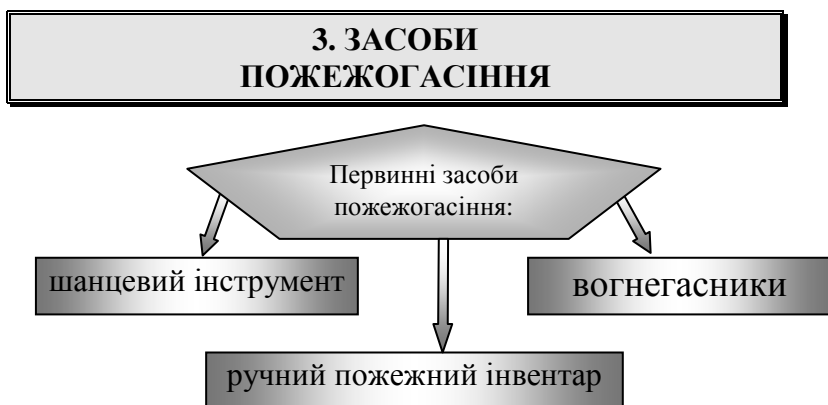 3. ЗАСОБИ
ПОЖЕЖОГАСІННЯ
Первинні засоби
пожежогасіння:
шанцевий інструмент
вогнегасники
ручний пожежний інвентар